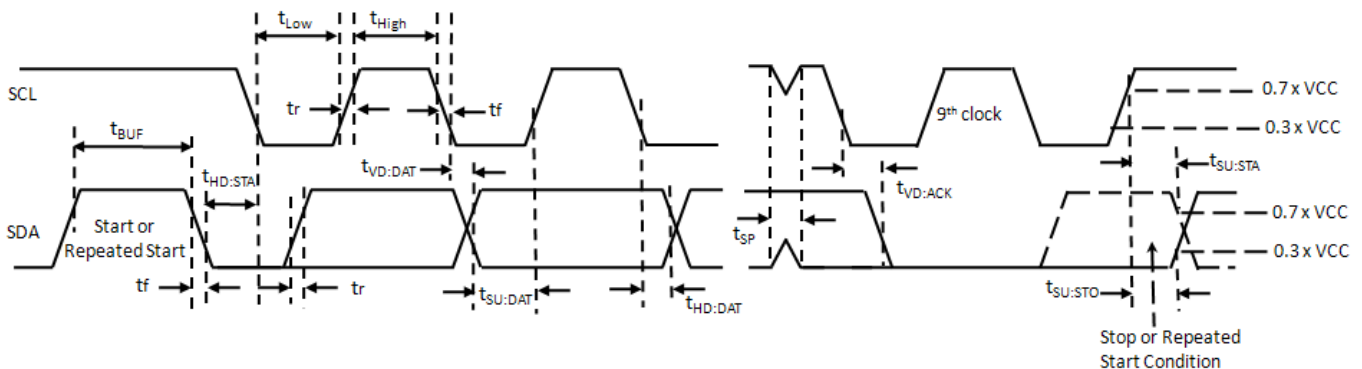 tLow
tHigh
SCL
tr
tf
9th clock
0.7 x VCC
0.3 x VCC
tBUF
tHD:STA
tVD:DAT
tVD:ACK
tSU:STA
SDA
Start or
Repeated Start
tSP
0.7 x VCC
0.3 x VCC
tf
tr
tSU:DAT
tHD:DAT
tSU:STO
Stop or Repeated
Start Condition